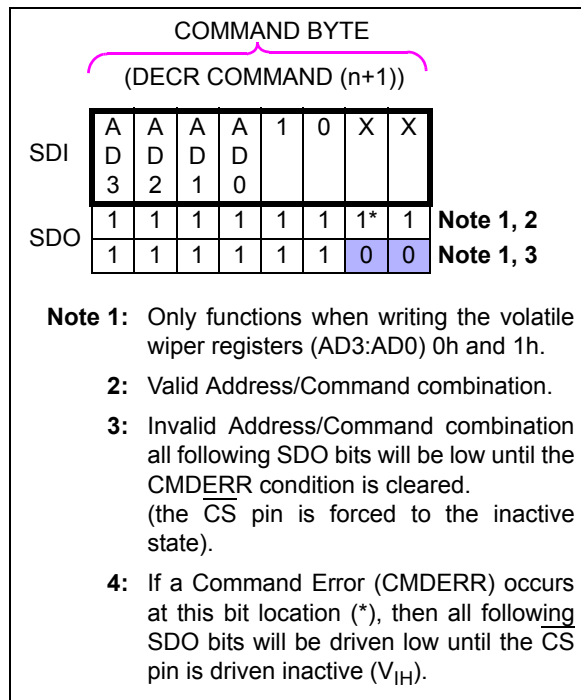 COMMAND BYTE
(DECR COMMAND (n+1))
SDI A D 3 A D 2 A D 1 A D 0 1 0 X X
SDO 1 1 1 1 1 1 1* 1 Note 1, 2
1 1 1 1 1 1 0 0 Note 1, 3
Note 1: Only functions when writing the volatile
wiper registers (AD3:AD0) 0h and 1h.
2: Valid Address/Command combination.
3: Invalid Address/Command combination
all following SDO bits will be low until the
CMDERR condition is cleared.
(the CS pin is forced to the inactive
state).
4: If a Command Error (CMDERR) occurs
at this bit location (*), then all following
SDO bits will be driven low until the CS
pin is driven inactive (VIH).